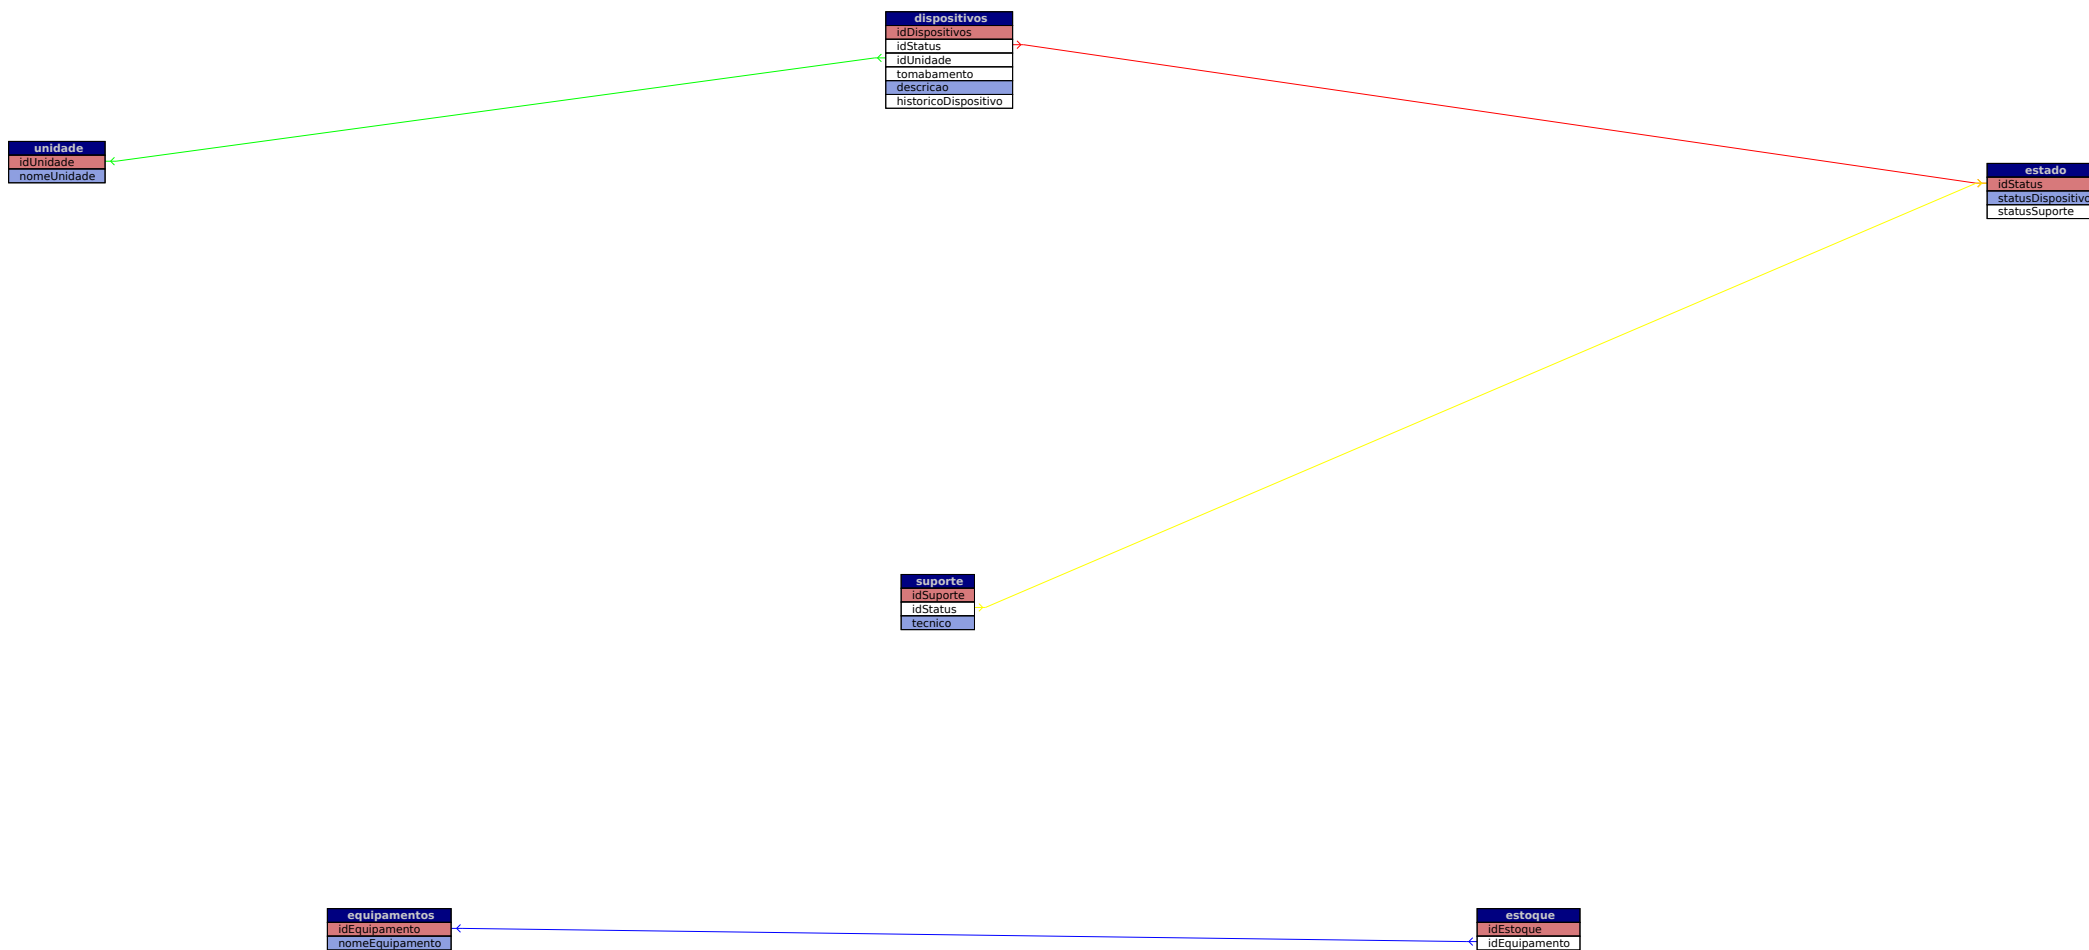 dispositivos
idDispositivos
idStatus
idUnidade
tomabamento
descricao
historicoDispositivo
unidade
idUnidade
nomeUnidade
estado
idStatus
statusDispositivo
statusSuporte
suporte
idSuporte
idStatus
tecnico
equipamentos
idEquipamento
nomeEquipamento
estoque
idEstoque
idEquipamento